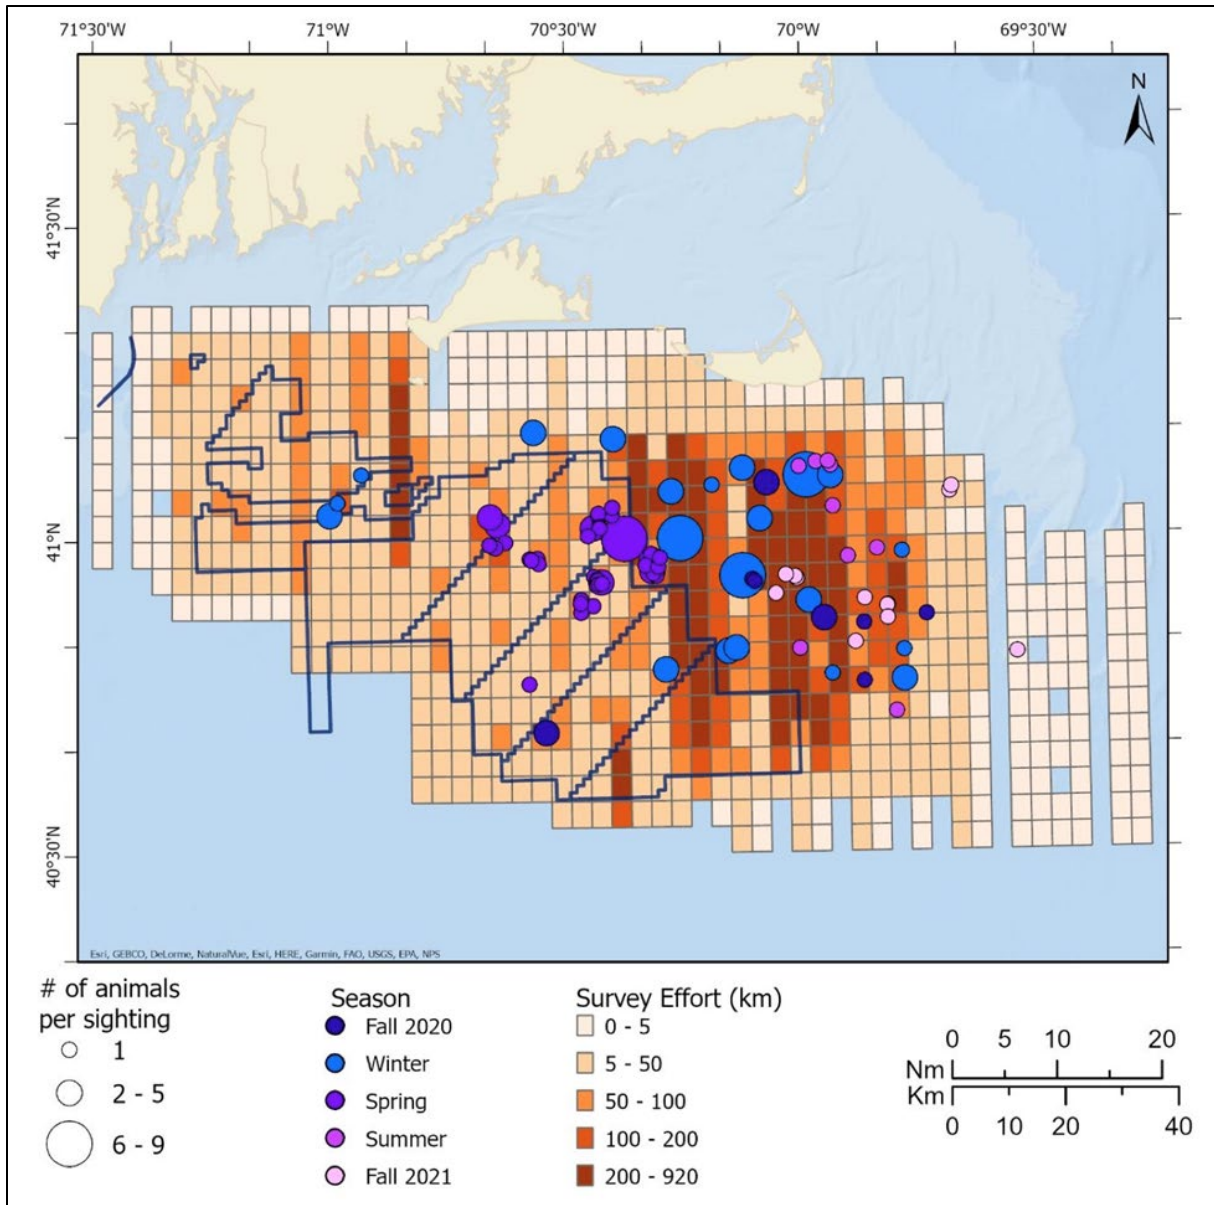 71°30'W 71°W 70°30'W 70°W 69°30'W
N
41°30'N
41°N
40°30'N
Esri, GEBCO, DeLorme, NaturalVue, Esri, HERE, Garmin, FAO, USGS, EPA, NPS
# of animals
per sighting
1
2 - 5
6 - 9
Season
Fall 2020
Winter
Spring
Summer
Fall 2021
Survey Effort (km)
0 - 5
5 - 50
50 - 100
100 - 200
200 - 920
0 5 10 20
Nm
Km
0 10 20 40